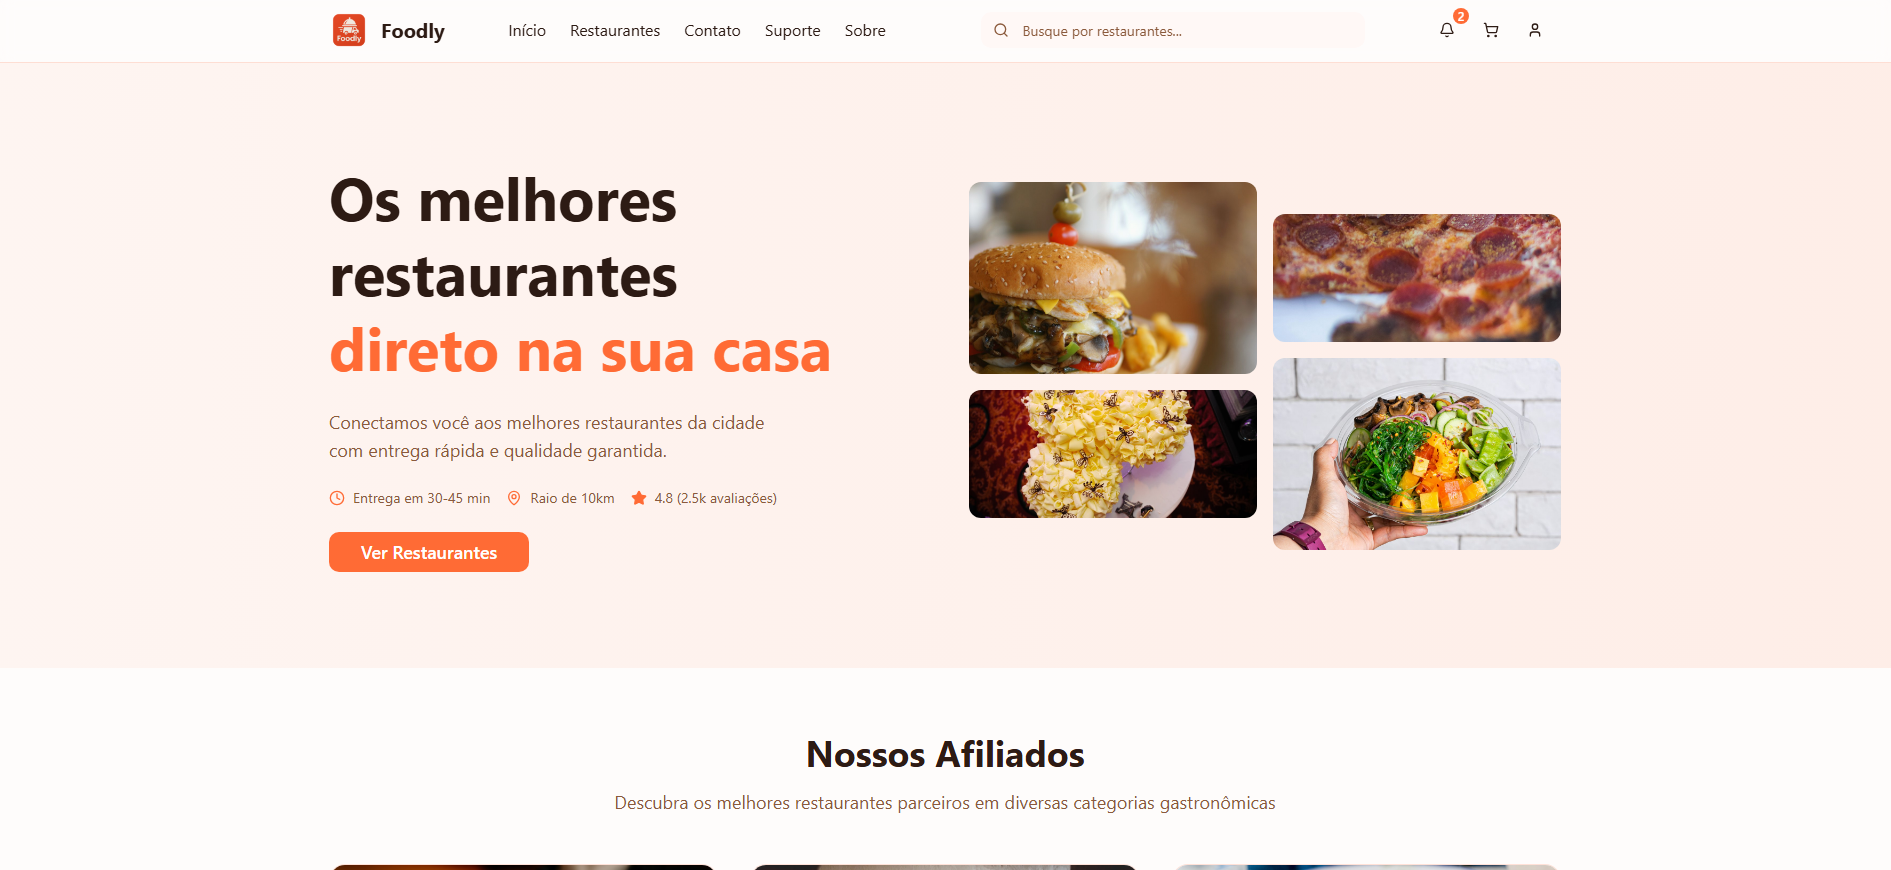 Foodly
Foodly
Início
Restaurantes
Contato
Suporte
Sobre
Busque por restaurantes...
2
Os melhores
restaurantes
direto na sua casa
Conectamos você aos melhores restaurantes da cidade
com entrega rápida e qualidade garantida.
Entrega em 30-45 min
Raio de 10km
4.8 (2.5k avaliações)
Ver Restaurantes
Nossos Afiliados
Descubra os melhores restaurantes parceiros em diversas categorias gastronômicas